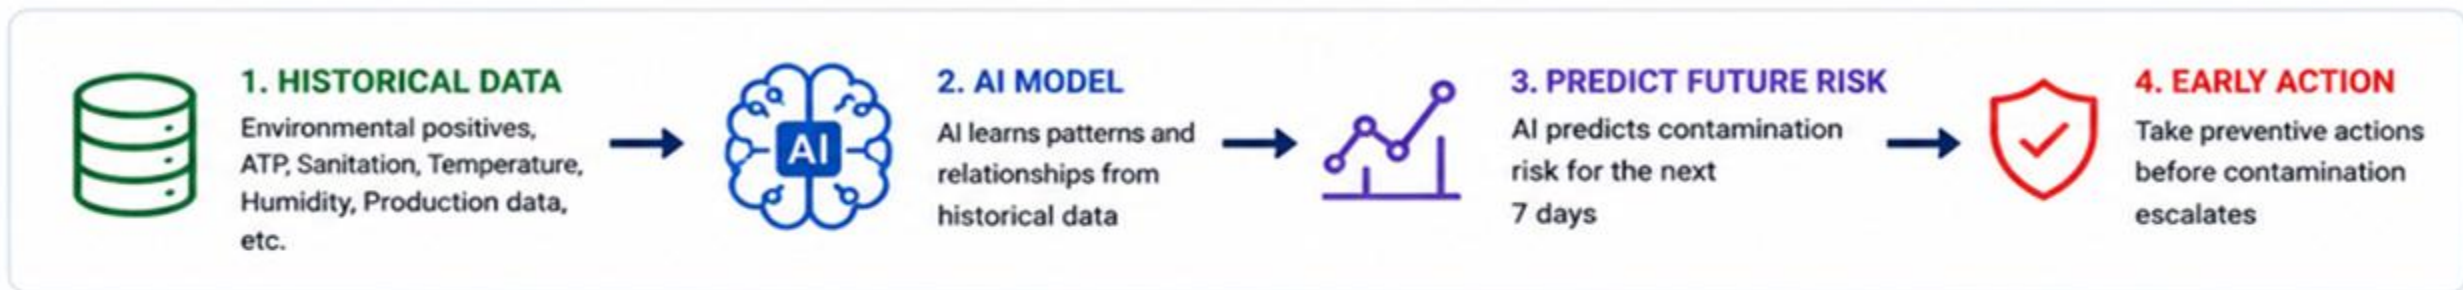 1. HISTORICAL DATA
Environmental positives,
ATP, Sanitation, Temperature,
Humidity, Production data,
etc.
AI
2. AI MODEL
AI learns patterns and
relationships from
historical data
3. PREDICT FUTURE RISK
AI predicts contamination
risk for the next
7 days
4. EARLY ACTION
Take preventive actions
before contamination
escalates